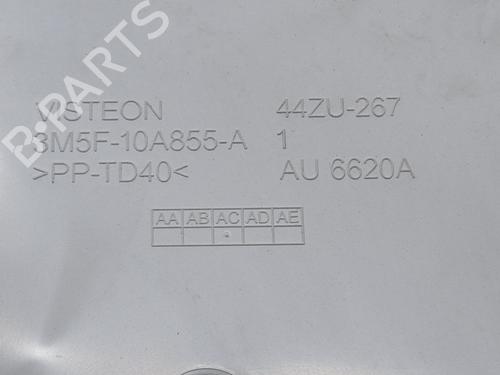 B-PARTS
VISTEON 44ZU-267
3M5F-10A855-A 1
>PP-TD40< AU 6620A
AA AB AC AD AE